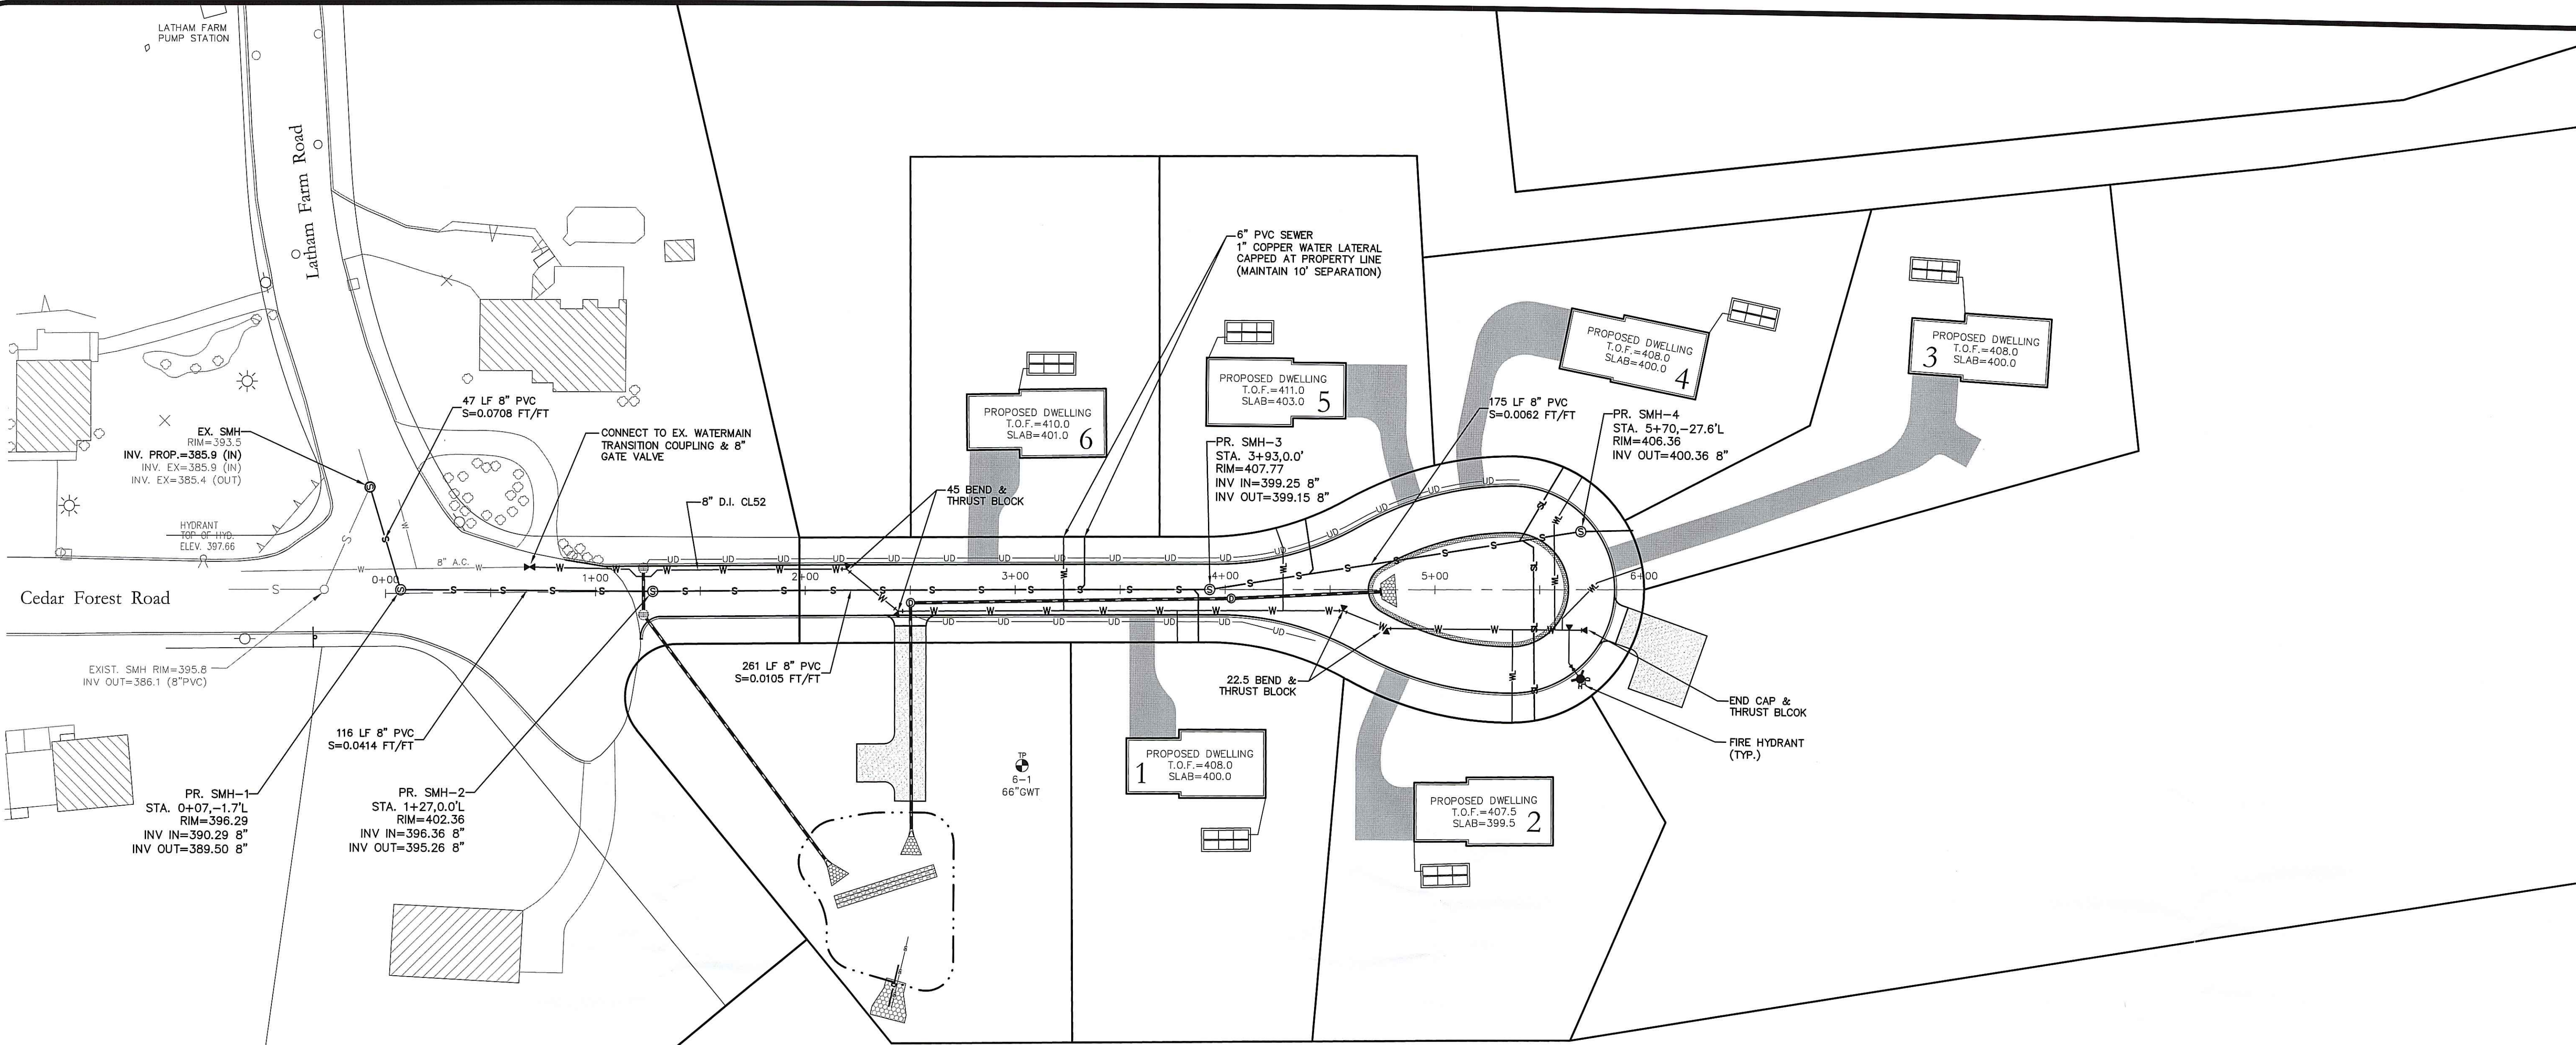 LATHAM FARM
PUMP STATION
Latham Farm Road
6" PVC SEWER
1" COPPER WATER LATERAL
CAPPED AT PROPERTY LINE
(MAINTAIN 10' SEPARATION)
47 LF 8" PVC
S=0.0708 FT/FT
EX. SMH
RIM=393.5
INV. PROP.=385.9 (IN)
INV. EX=385.9 (IN)
INV. EX=385.4 (OUT)
CONNECT TO EX. WATERMAIN
TRANSITION COUPLING & 8"
GATE VALVE
8" D.I. CL52
45 BEND &
THRUST BLOCK
PROPOSED DWELLING
T.O.F.=410.0
SLAB=401.0
6
PROPOSED DWELLING
T.O.F.=411.0
SLAB=403.0
5
PROPOSED DWELLING
T.O.F.=408.0
SLAB=400.0
4
PROPOSED DWELLING
T.O.F.=408.0
SLAB=400.0
3
PR. SMH-3
STA. 3+93,0.0'
RIM=407.77
INV IN=399.25 8"
INV OUT=399.15 8"
175 LF 8" PVC
S=0.0062 FT/FT
PR. SMH-4
STA. 5+70,-27.6'L
RIM=406.36
INV OUT=400.36 8"
HYDRANT
TOP OF HYD.
ELEV. 397.66
8" A.C.
0+00
1+00
2+00
3+00
4+00
5+00
6+00
Cedar Forest Road
EXIST. SMH RIM=395.8
INV OUT=386.1 (8"PVC)
116 LF 8" PVC
S=0.0414 FT/FT
261 LF 8" PVC
S=0.0105 FT/FT
22.5 BEND &
THRUST BLOCK
END CAP &
THRUST BLCOK
FIRE HYDRANT
(TYP.)
PR. SMH-1
STA. 0+07,-1.7'L
RIM=396.29
INV IN=390.29 8"
INV OUT=389.50 8"
PR. SMH-2
STA. 1+27,0.0'L
RIM=402.36
INV IN=396.36 8"
INV OUT=395.26 8"
TP
6-1
66"GWT
PROPOSED DWELLING
T.O.F.=408.0
SLAB=400.0
1
PROPOSED DWELLING
T.O.F.=407.5
SLAB=399.5
2